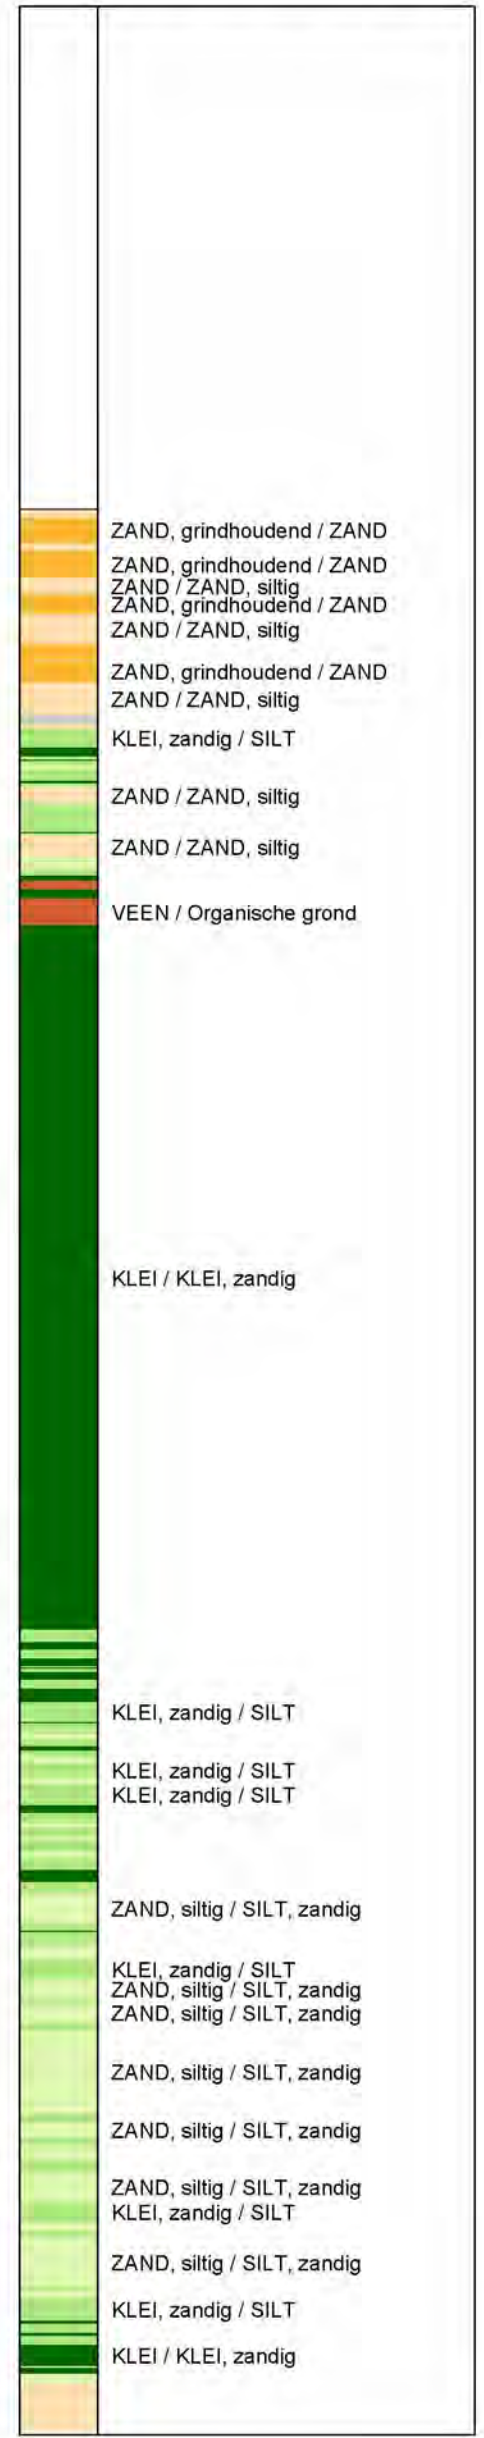 ZAND, grindhoudend / ZAND
ZAND, grindhoudend / ZAND
ZAND / ZAND, siltig
ZAND, grindhoudend / ZAND
ZAND / ZAND, siltig
ZAND, grindhoudend / ZAND
ZAND / ZAND, siltig
KLEI, zandig / SILT
ZAND / ZAND, siltig
ZAND / ZAND, siltig
VEEN / Organische grond
KLEI / KLEI, zandig
KLEI, zandig / SILT
KLEI, zandig / SILT
KLEI, zandig / SILT
ZAND, siltig / SILT, zandig
KLEI, zandig / SILT
ZAND, siltig / SILT, zandig
ZAND, siltig / SILT, zandig
ZAND, siltig / SILT, zandig
ZAND, siltig / SILT, zandig
ZAND, siltig / SILT, zandig
KLEI, zandig / SILT
ZAND, siltig / SILT, zandig
KLEI, zandig / SILT
KLEI / KLEI, zandig